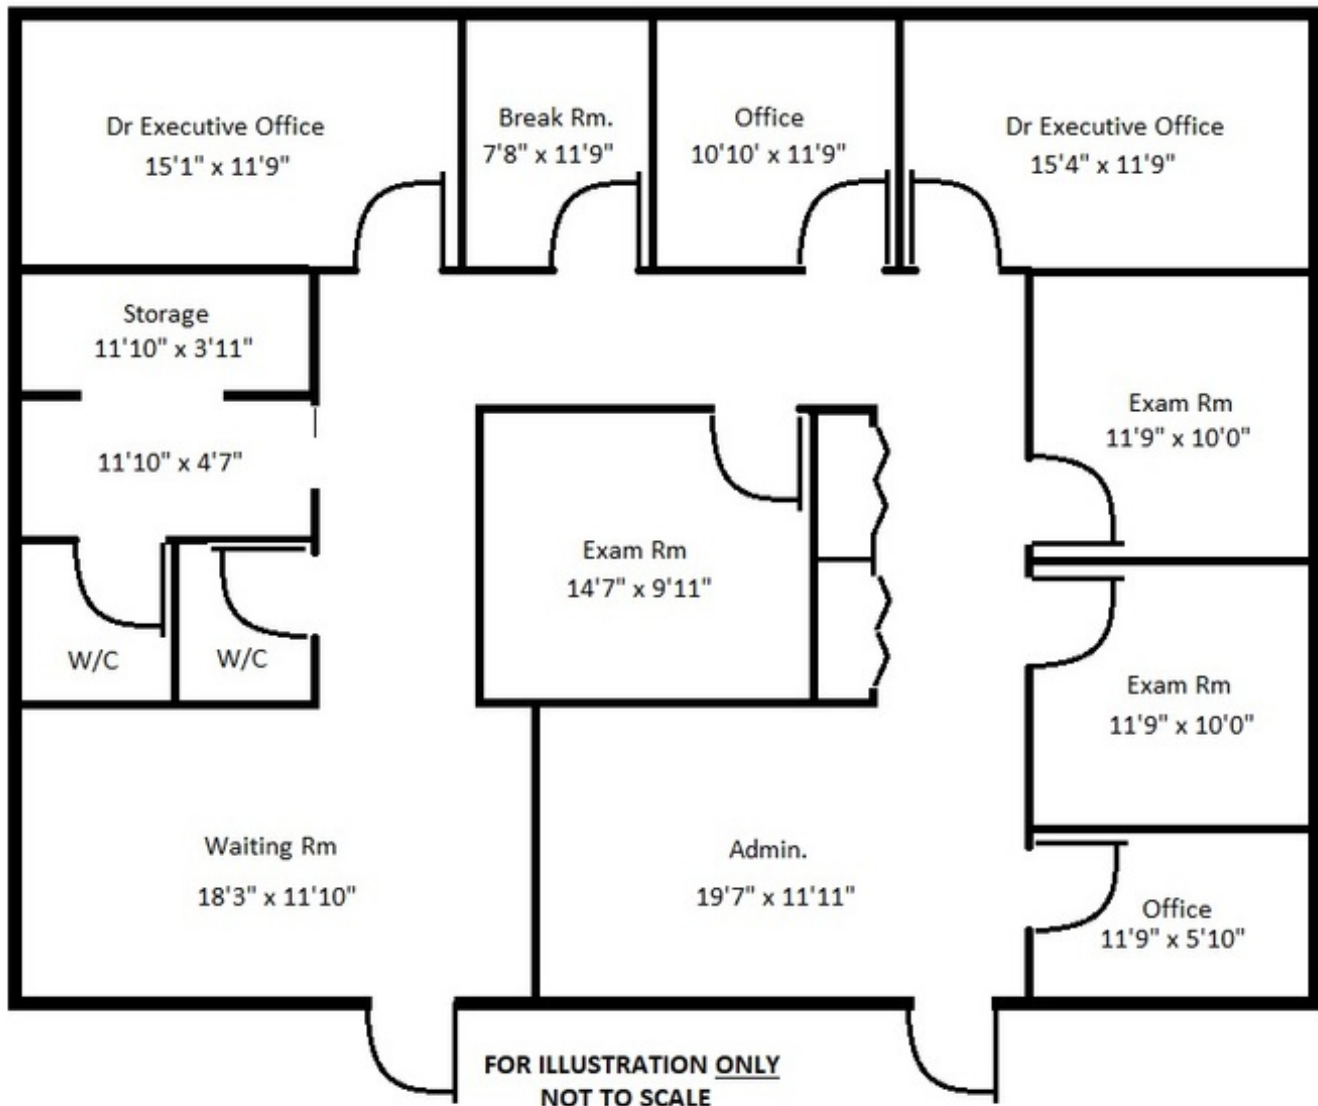 Dr Executive Office
15'1" x 11'9"
Break Rm.
7'8" x 11'9"
Office
10'10' x 11'9"
Dr Executive Office
15'4" x 11'9"
Storage
11'10" x 3'11"
11'10" x 4'7"
Exam Rm
11'9" x 10'0"
Exam Rm
14'7" x 9'11"
W/C
W/C
Exam Rm
11'9" x 10'0"
Waiting Rm
18'3" x 11'10"
Admin.
19'7" x 11'11"
Office
11'9" x 5'10"
FOR ILLUSTRATION ONLY
NOT TO SCALE